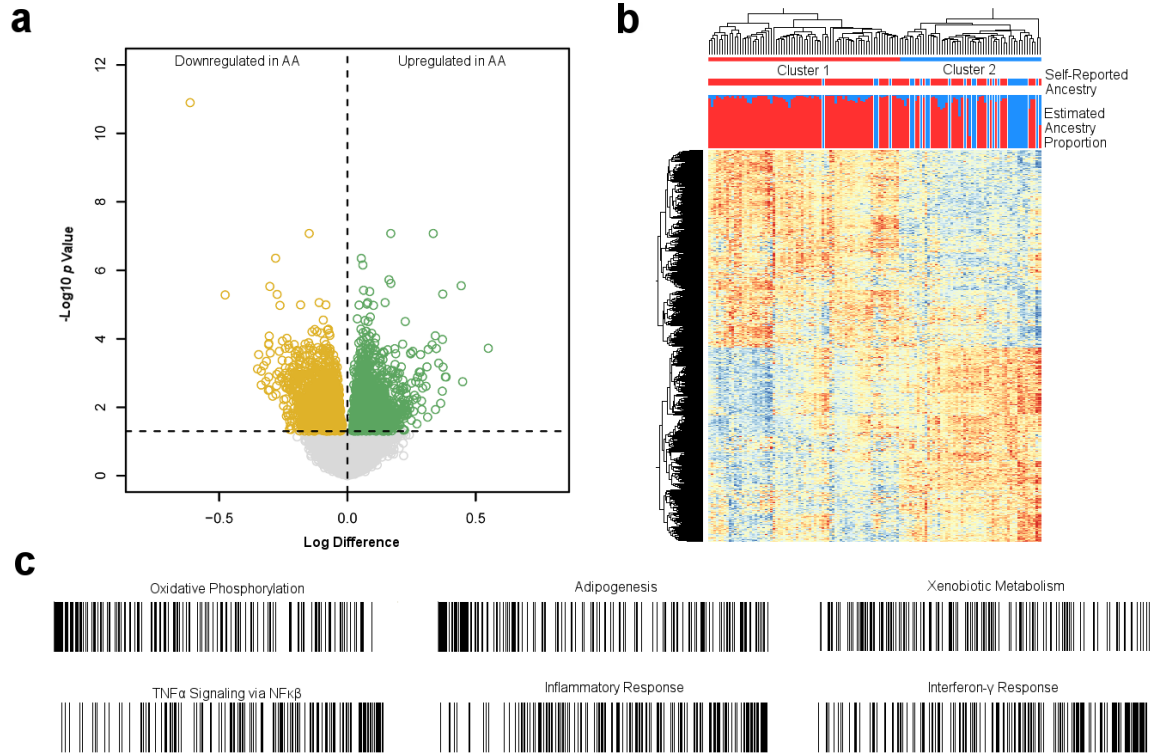 a
Downregulated in AA
Upregulated in AA
12
10
8
6
4
2
0
-Log10 p Value
−0.5
0.0
0.5
Log Difference
b
Cluster 1
Cluster 2
Self-Reported
Ancestry
Estimated
Ancestry
Proportion
c
Oxidative Phosphorylation
Adipogenesis
Xenobiotic Metabolism
TNFα Signaling via NFκβ
Inflammatory Response
Interferon-γ Response